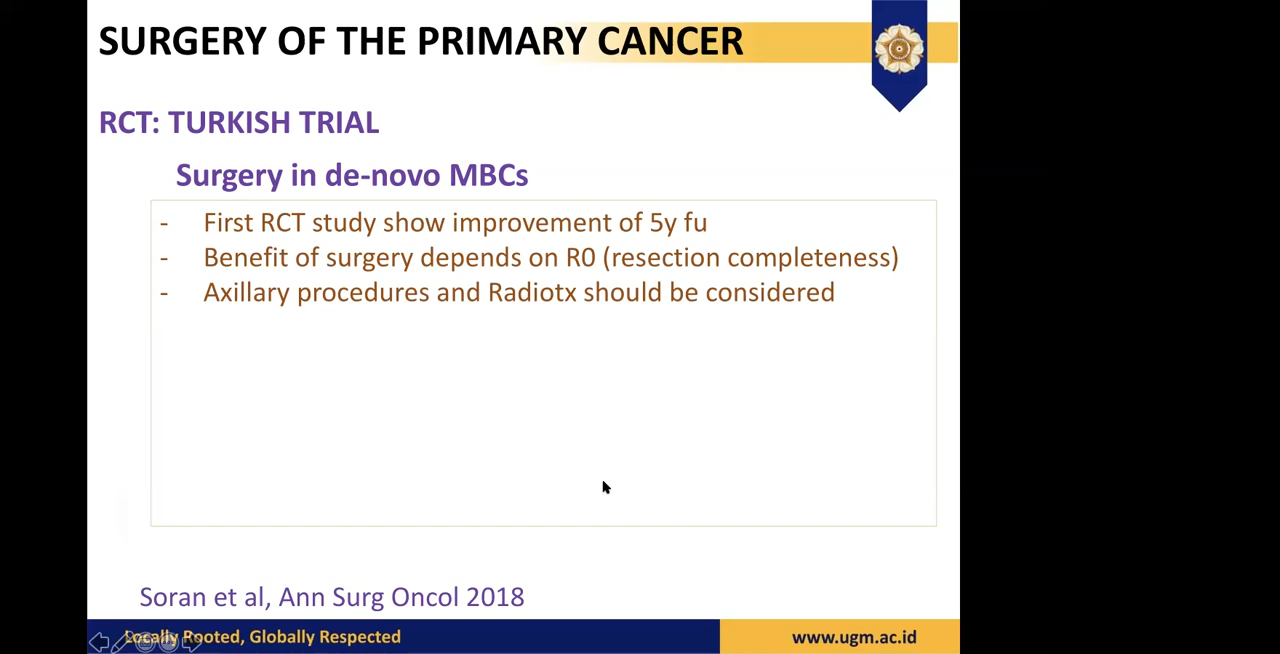 SURGERY OF THE PRIMARY CANCER
RCT: TURKISH TRIAL
Surgery in de-novo MBCs
- First RCT study show improvement of 5y fu
- Benefit of surgery depends on R0 (resection completeness)
- Axillary procedures and Radiotx should be considered
Soran et al, Ann Surg Oncol 2018
Locally Rooted, Globally Respected
www.ugm.ac.id